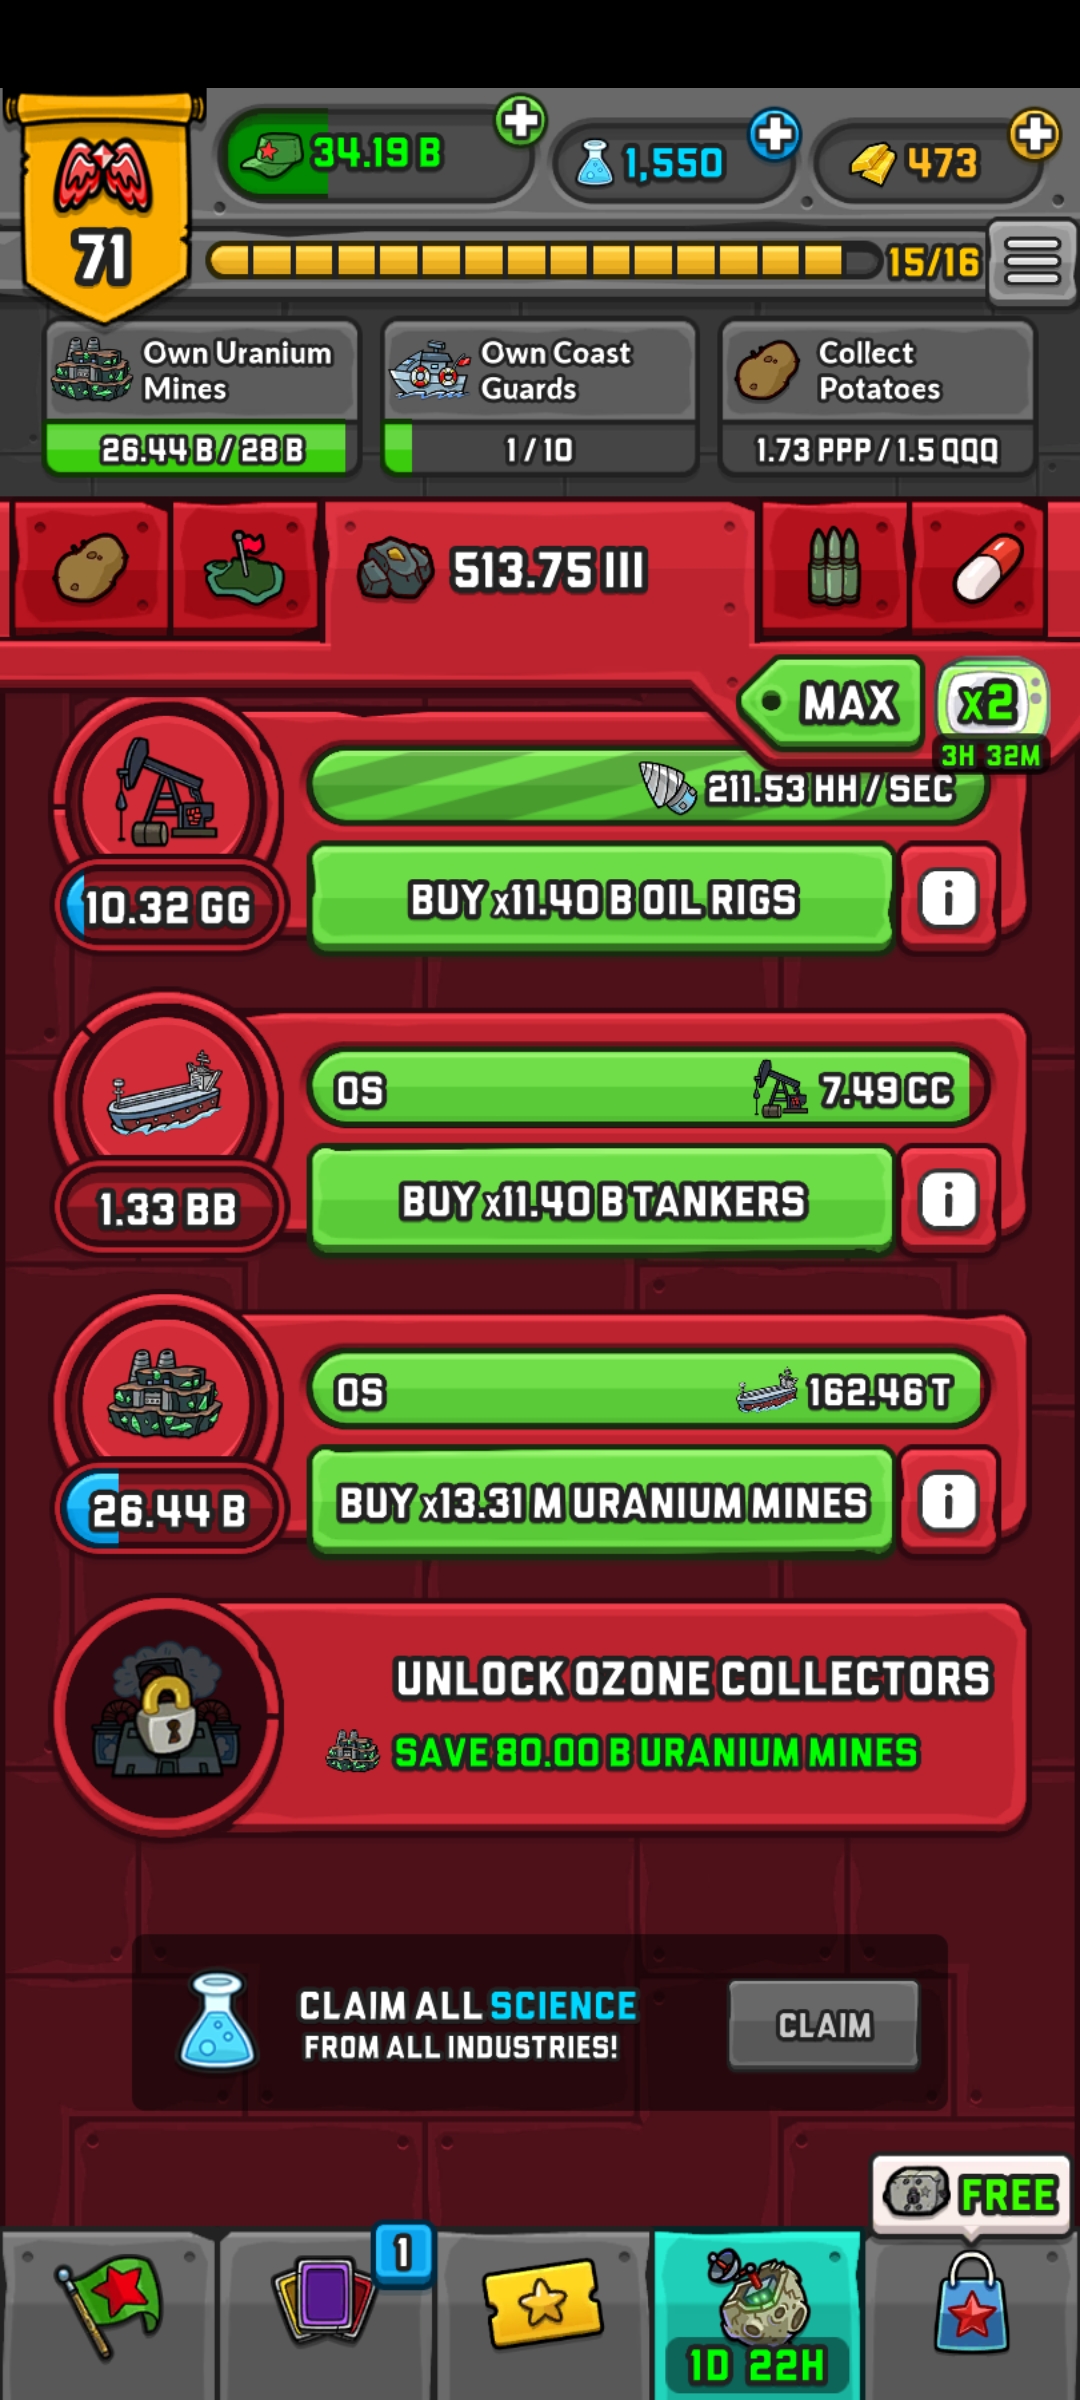 34.19 B
1,550
473
71
15/16
Own Uranium
Mines
26.44 B / 28 B
Own Coast
Guards
1 / 10
Collect
Potatoes
1.73 PPP / 1.5 QQQ
513.75 III
MAX
x2
3H 32M
211.53 HH / SEC
10.32 GG
BUY x11.40 B OIL RIGS
i
0S
7.49 CC
1.33 BB
BUY x11.40 B TANKERS
i
0S
162.46 T
26.44 B
BUY x13.31 M URANIUM MINES
i
UNLOCK OZONE COLLECTORS
SAVE 80.00 B URANIUM MINES
CLAIM ALL SCIENCE
FROM ALL INDUSTRIES!
CLAIM
FREE
1
1D 22H